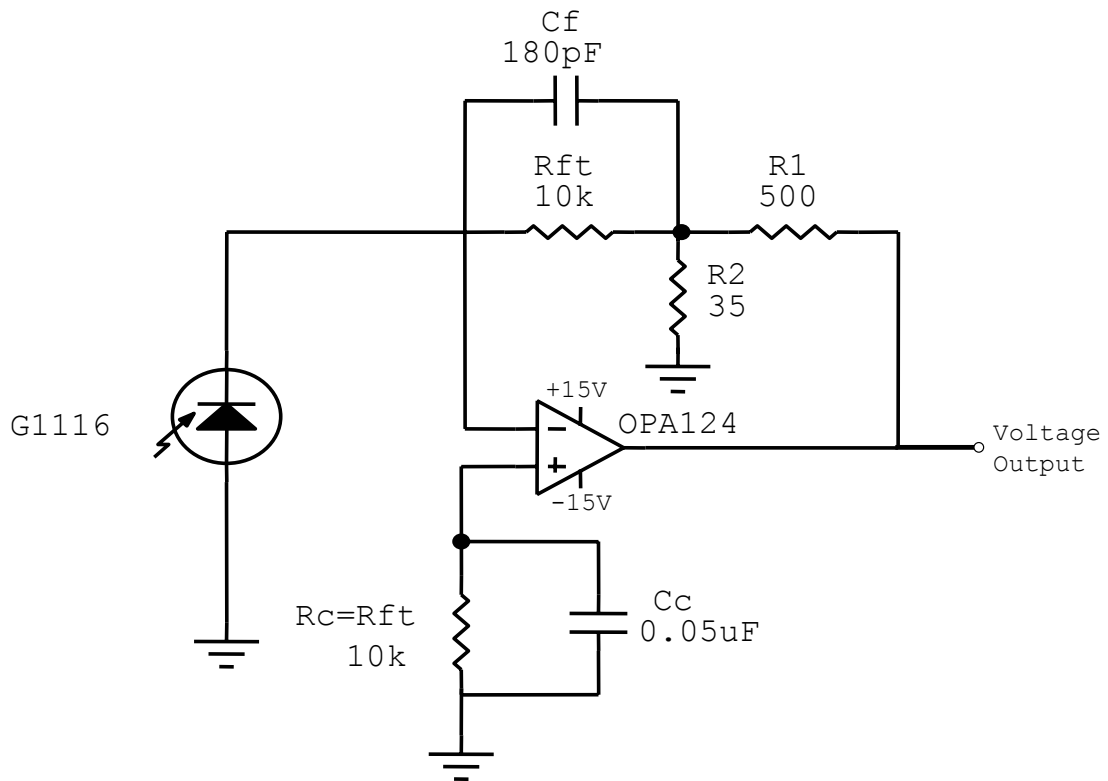 Cf
180pF
Rft
10k
R1
500
R2
35
G1116
+15V
OPA124
-15V
Voltage
Output
Rc=Rft
10k
Cc
0.05uF